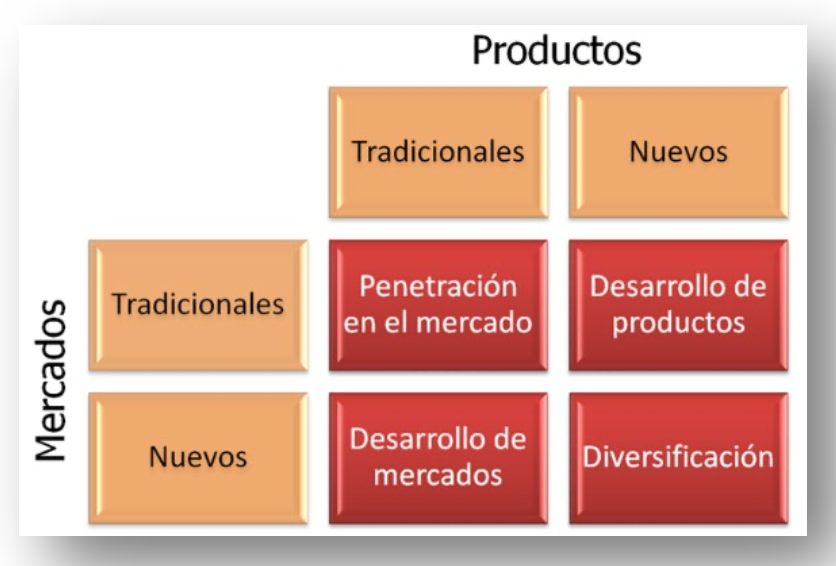 Productos
Tradicionales
Nuevos
Mercados
Tradicionales
Penetración
en el mercado
Desarrollo de
productos
Nuevos
Desarrollo de
mercados
Diversificación